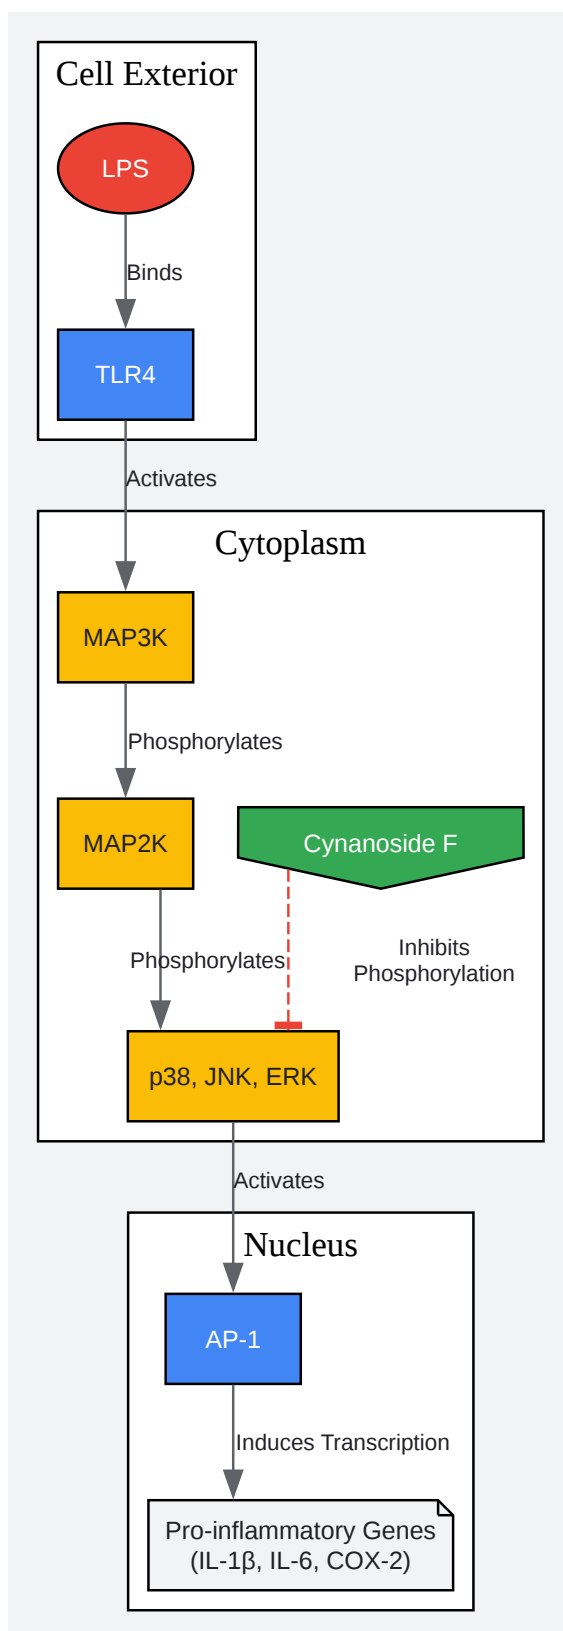 Cell Exterior
LPS
Binds
TLR4
Activates
Cytoplasm
MAP3K
Phosphorylates
MAP2K
Cynanoside F
Phosphorylates
Inhibits
Phosphorylation
p38, JNK, ERK
Activates
Nucleus
AP-1
Induces Transcription
Pro-inflammatory Genes
(IL-1β, IL-6, COX-2)